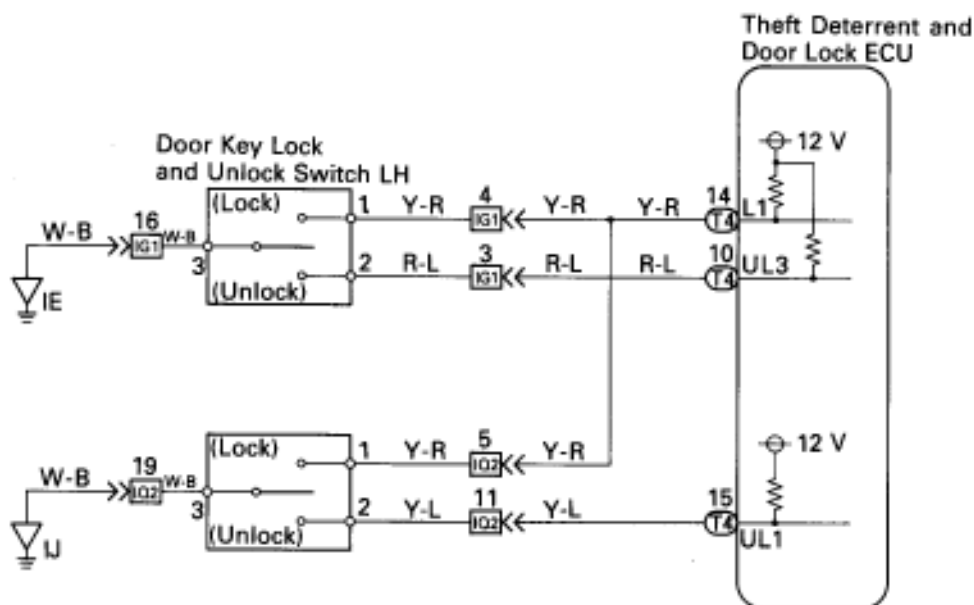 Theft Deterrent and
Door Lock ECU
12 V
Door Key Lock
and Unlock Switch LH
(Lock)
1 Y-R 4 IG1 Y-R Y-R 14 T4 L1
W-B 16 IG1 W-B 3
2 R-L 3 IG1 R-L R-L 10 T4 UL3
(Unlock)
IE
12 V
(Lock)
1 Y-R 5 IQ2 Y-R
W-B 19 IQ2 W-B 3
2 Y-L 11 IQ2 Y-L 15 T4 UL1
(Unlock)
IJ